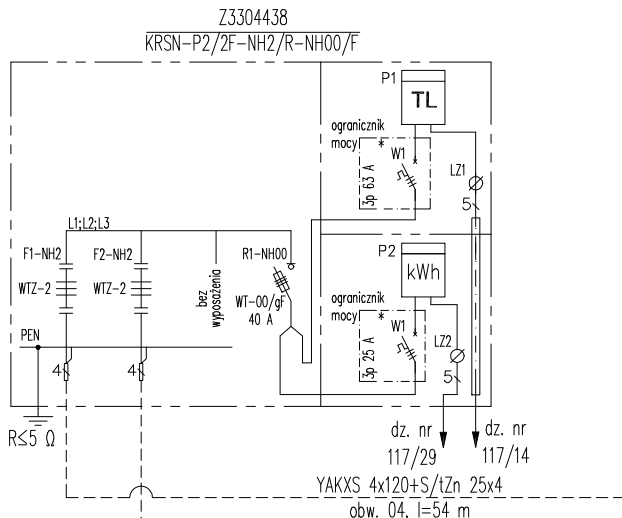 Z3304438
KRSN-P2/2F-NH2/R-NH00/F
P1
TL
ogranicznik
mocy
*
W1
3p 63 A
LZ1
5
L1;L2;L3
F1-NH2
F2-NH2
R1-NH00
P2
kWh
WTZ-2
WTZ-2
bez
wyposażenia
WT-00/gF
40 A
ogranicznik
mocy
*
W1
3p 25 A
LZ2
5
PEN
4
4
R≤5 Ω
dz. nr
117/29
dz. nr
117/14
YAKXS 4x120+S/tZn 25x4
obw. 04, l=54 m